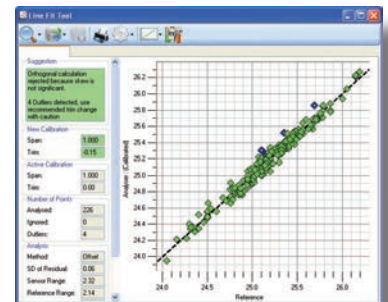 Line Fit Tool
Suggestion
Orthogonal calculation
rejected because skew is
not significant.
4 Outliers detected, use
recommended trim change
with caution
New Calibration
Span: 1.000
Trim: -0.15
Active Calibration
Span: 1.000
Trim: 0.00
Number of Points
Analysed: 226
Ignored: 0
Outliers: 4
Analysis
Method: Offset
SD of Residual: 0.06
Sensor Range: 2.32
Reference Range: 2.14
Analyser (Calibrated)
26.2
26.0
25.8
25.6
25.4
25.2
25.0
24.8
24.6
24.4
24.2
24.0
24.0 24.5 25.0 25.5 26.0
Reference